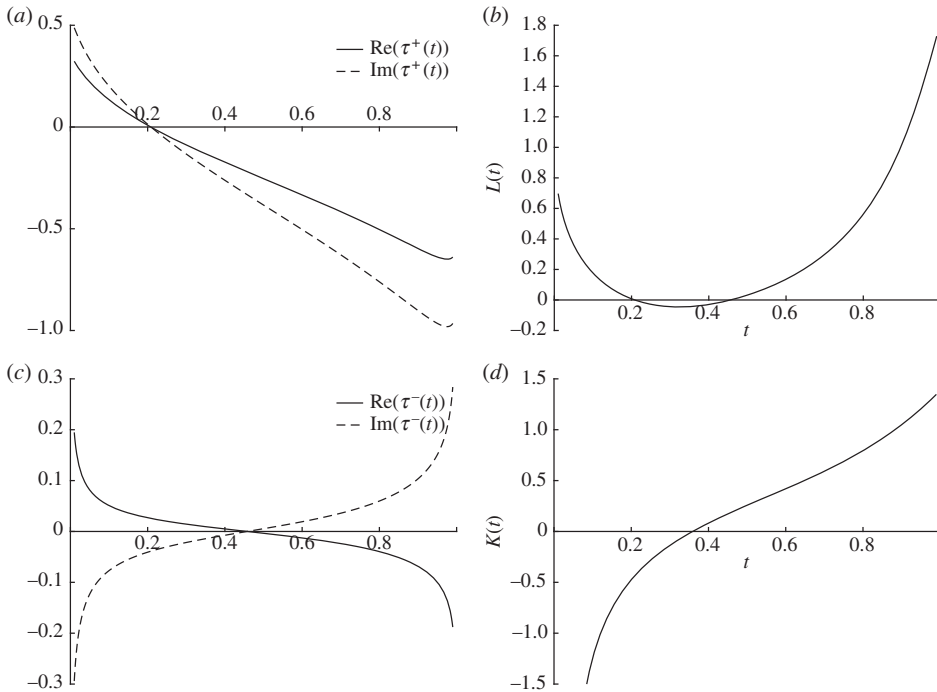 (a)
0.5
0
−0.5
−1.0
0.2 0.4 0.6 0.8
Re(τ⁺(t))
Im(τ⁺(t))
(b)
1.8
1.6
1.4
1.2
1.0
0.8
0.6
0.4
0.2
0
−0.2
L(t)
0.2 0.4 0.6 0.8
t
(c)
0.3
0.2
0.1
0
−0.1
−0.2
−0.3
0.2 0.4 0.6 0.8
Re(τ⁻(t))
Im(τ⁻(t))
(d)
1.5
1.0
0.5
0
−0.5
−1.0
−1.5
K(t)
0.2 0.4 0.6 0.8
t